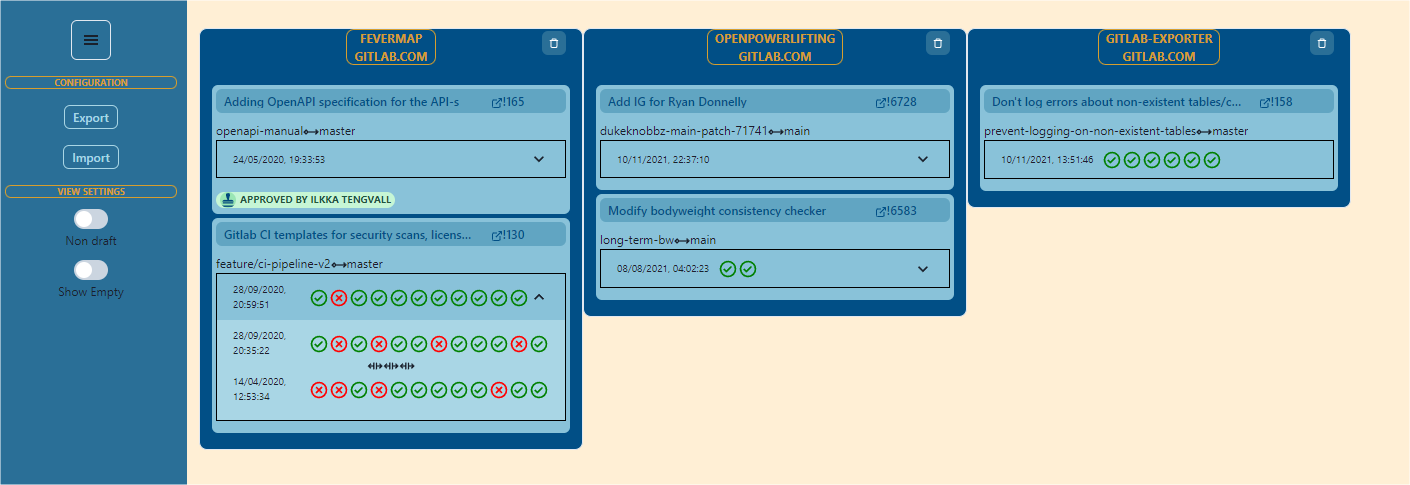 CONFIGURATION
Export
Import
VIEW SETTINGS
Non draft
Show Empty
FEVERMAP
GITLAB.COM
Adding OpenAPI specification for the API-s !165
openapi-manual master
24/05/2020, 19:33:53
APPROVED BY ILKKA TENGVALL
Gitlab CI templates for security scans, licens... !130
feature/ci-pipeline-v2 master
28/09/2020,
20:59:51
28/09/2020,
20:35:22
14/04/2020,
12:53:34
OPENPOWERLIFTING
GITLAB.COM
Add IG for Ryan Donnelly !6728
dukeknobbz-main-patch-71741 main
10/11/2021, 22:37:10
Modify bodyweight consistency checker !6583
long-term-bw main
08/08/2021, 04:02:23
GITLAB-EXPORTER
GITLAB.COM
Don't log errors about non-existent tables/c... !158
prevent-logging-on-non-existent-tables master
10/11/2021, 13:51:46